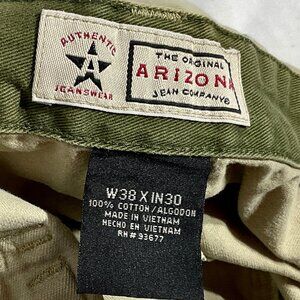 AUTHENTIC
A
JEANSWEAR
THE ORIGINAL
ARIZONA
JEAN COMPANY®
W38 X IN30
100% COTTON/ALGODON
MADE IN VIETNAM
HECHO EN VIETNAM
RN# 93677